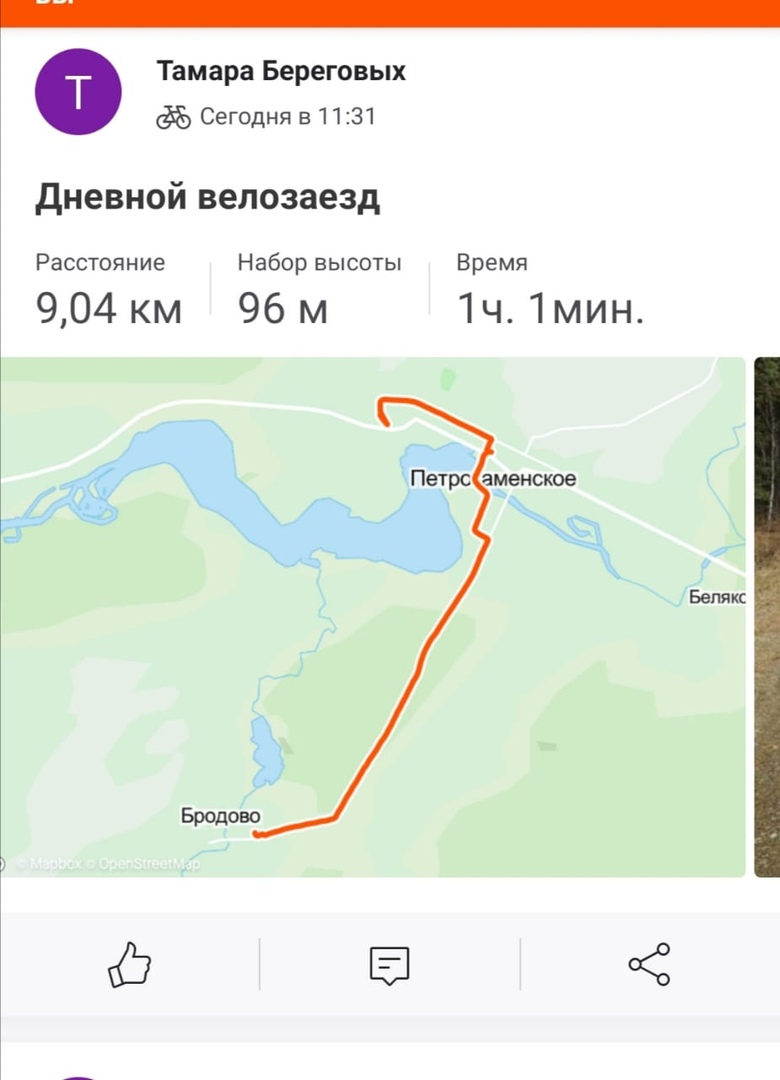 Т
Тамара Береговых
Сегодня в 11:31
Дневной велозаезд
Расстояние
Набор высоты
Время
9,04 км
96 м
1ч. 1мин.
Бродово
© Mapbox © OpenStreetMap